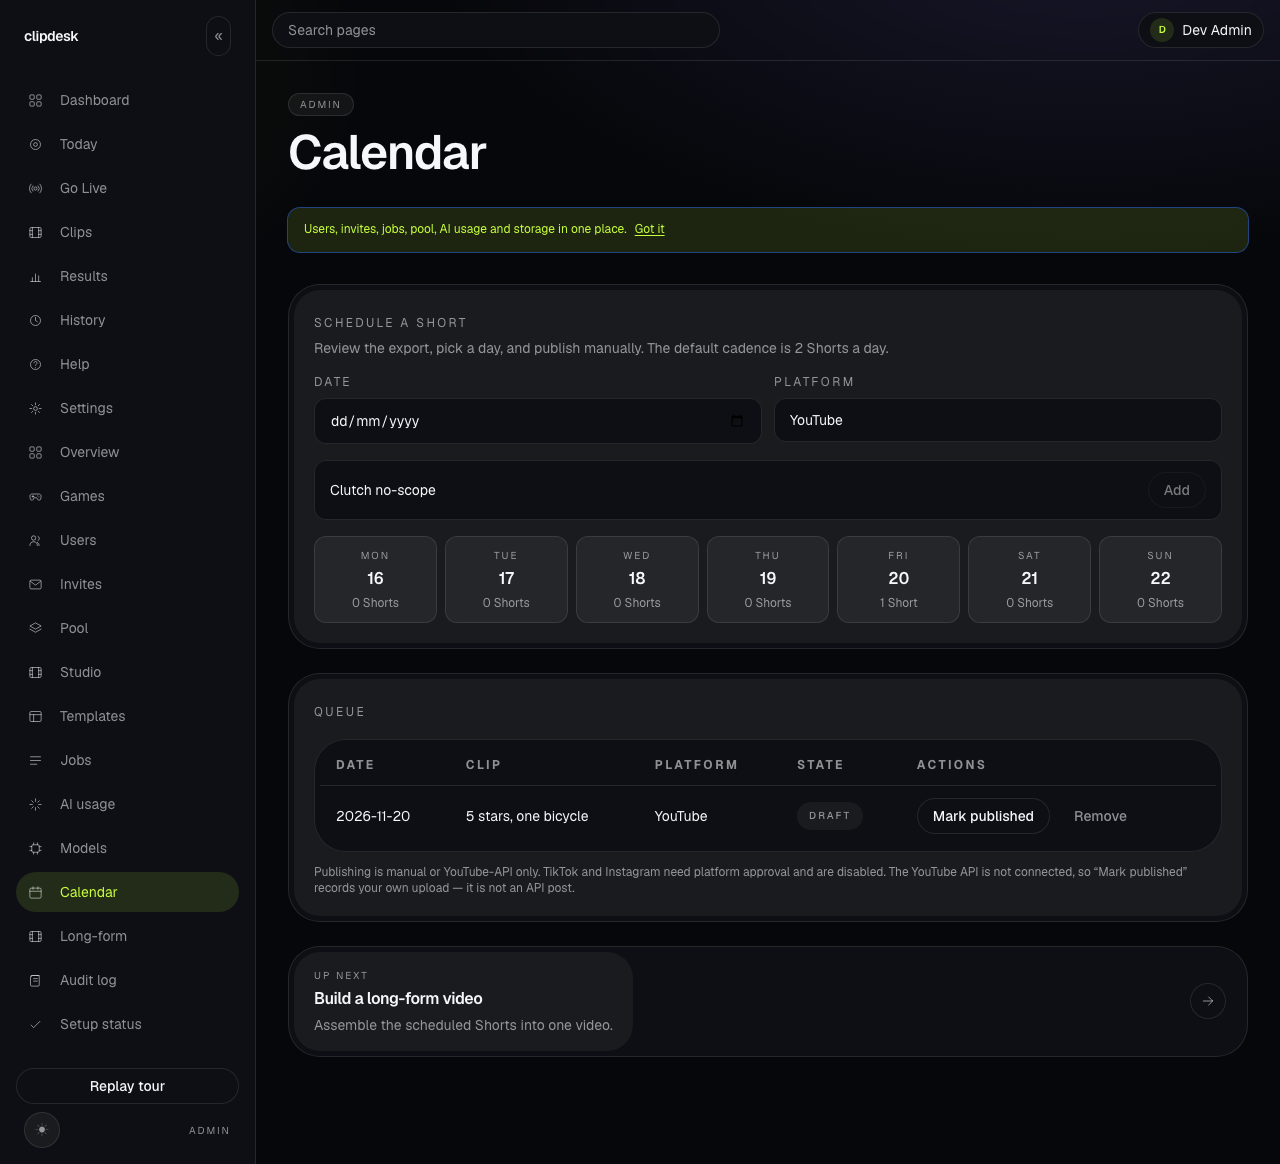 clipdesk
«
Search pages
D
Dev Admin
Dashboard
Today
Go Live
Clips
Results
History
Help
Settings
Overview
Games
Users
Invites
Pool
Studio
Templates
Jobs
AI usage
Models
Calendar
Long-form
Audit log
Setup status
Replay tour
ADMIN
ADMIN
Calendar
Users, invites, jobs, pool, AI usage and storage in one place. Got it
SCHEDULE A SHORT
Review the export, pick a day, and publish manually. The default cadence is 2 Shorts a day.
DATE PLATFORM
dd/mm/yyyy YouTube
Clutch no-scope Add
MON TUE WED THU FRI SAT SUN
16 17 18 19 20 21 22
0 Shorts 0 Shorts 0 Shorts 0 Shorts 1 Short 0 Shorts 0 Shorts
QUEUE
DATE CLIP PLATFORM STATE ACTIONS
2026-11-20 5 stars, one bicycle YouTube DRAFT Mark published Remove
Publishing is manual or YouTube-API only. TikTok and Instagram need platform approval and are disabled. The YouTube API is not connected, so “Mark published”
records your own upload — it is not an API post.
UP NEXT
Build a long-form video
Assemble the scheduled Shorts into one video.